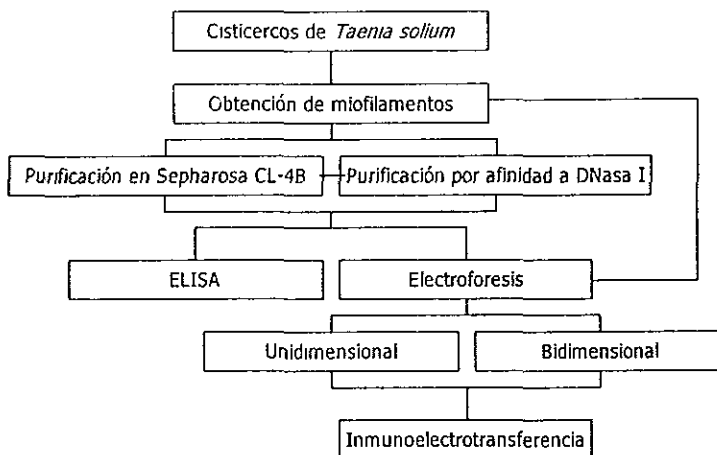 Cisticercos de Taenia solium
Obtención de miofilamentos
Purificación en Sepharosa CL-4B
Purificación por afinidad a DNasa I
ELISA
Electroforesis
Unidimensional
Bidimensional
Inmunoelectrotransferencia